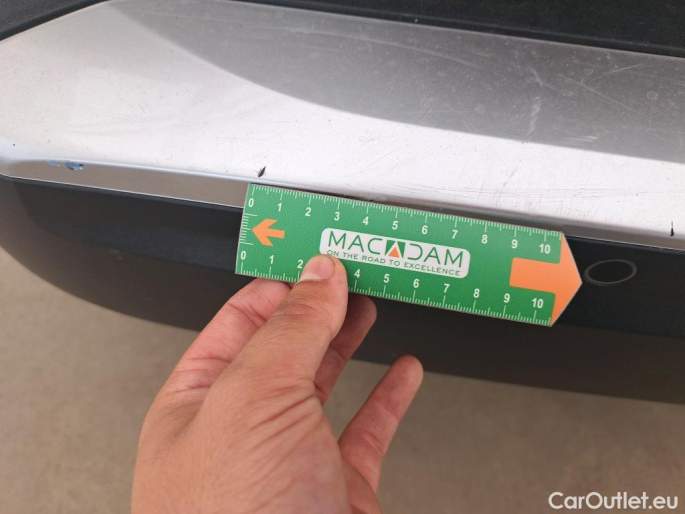 0 1 2 3 4 5 6 7 8 9 10
MACADAM
ON THE ROAD TO EXCELLENCE
0 1 2 4 5 6 7 8 9 10
CarOutlet.eu